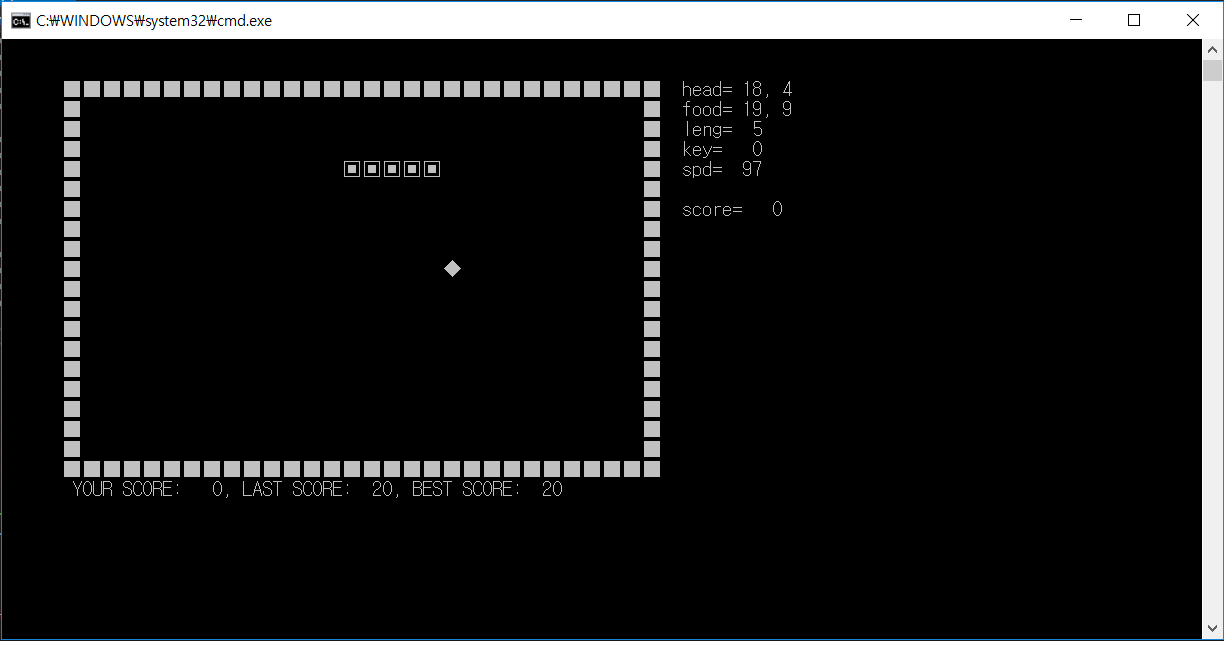 C:₩WINDOWS₩system32₩cmd.exe
head= 18, 4
food= 19, 9
leng=  5
key=   0
spd=  97
score=   0
YOUR SCORE:   0, LAST SCORE:  20, BEST SCORE:  20